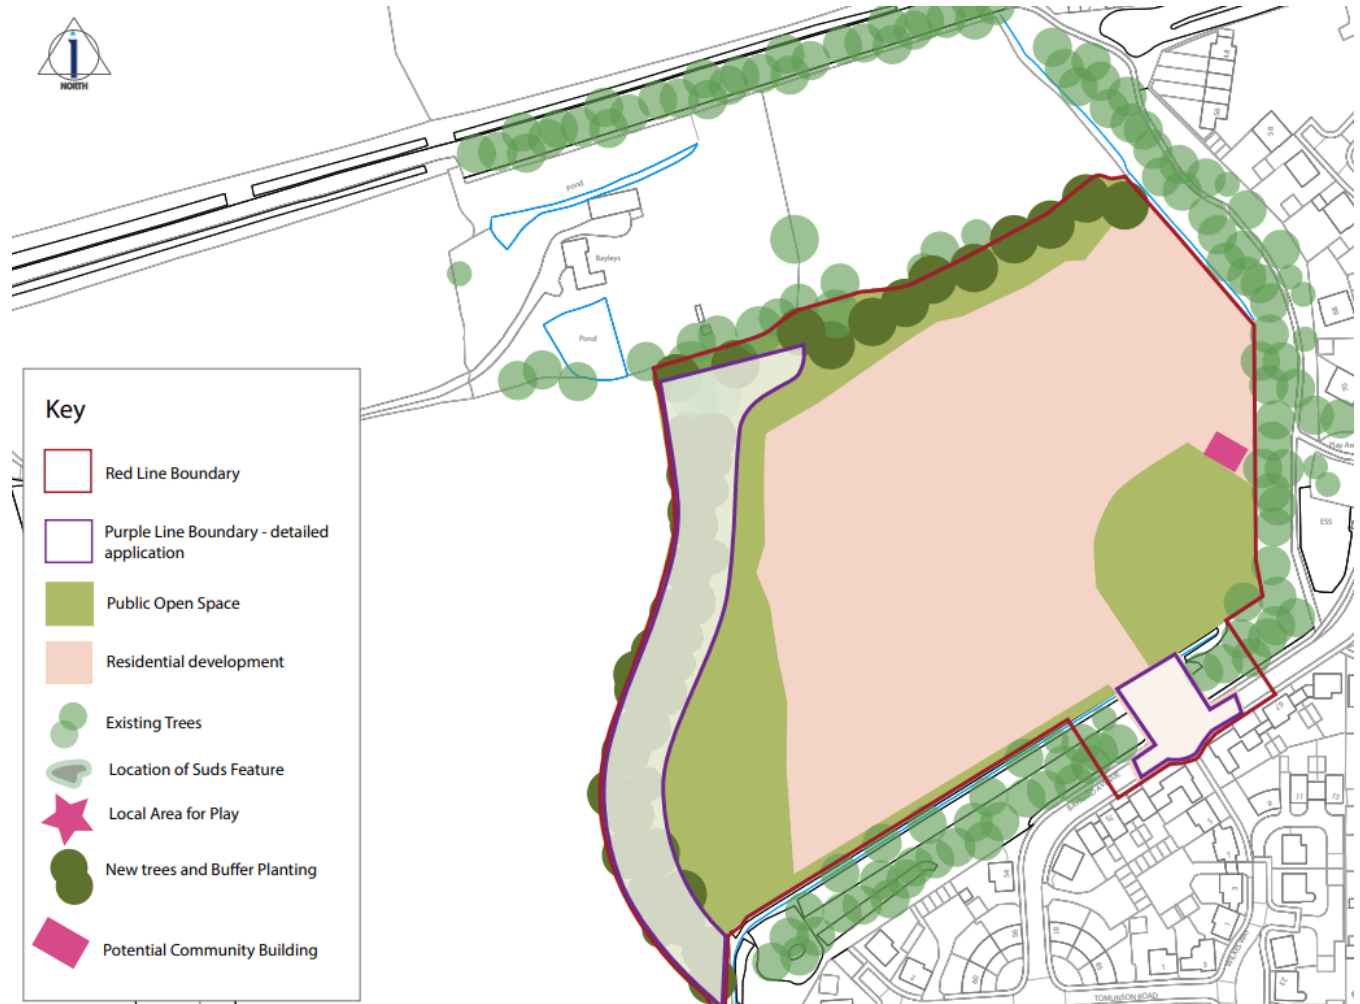 i
NORTH
Pond
Bayleys
Pond
Key
Red Line Boundary
Purple Line Boundary - detailed
application
Public Open Space
Residential development
Existing Trees
Location of Suds Feature
Local Area for Play
New trees and Buffer Planting
Potential Community Building
ESS
TOMLINSON ROAD